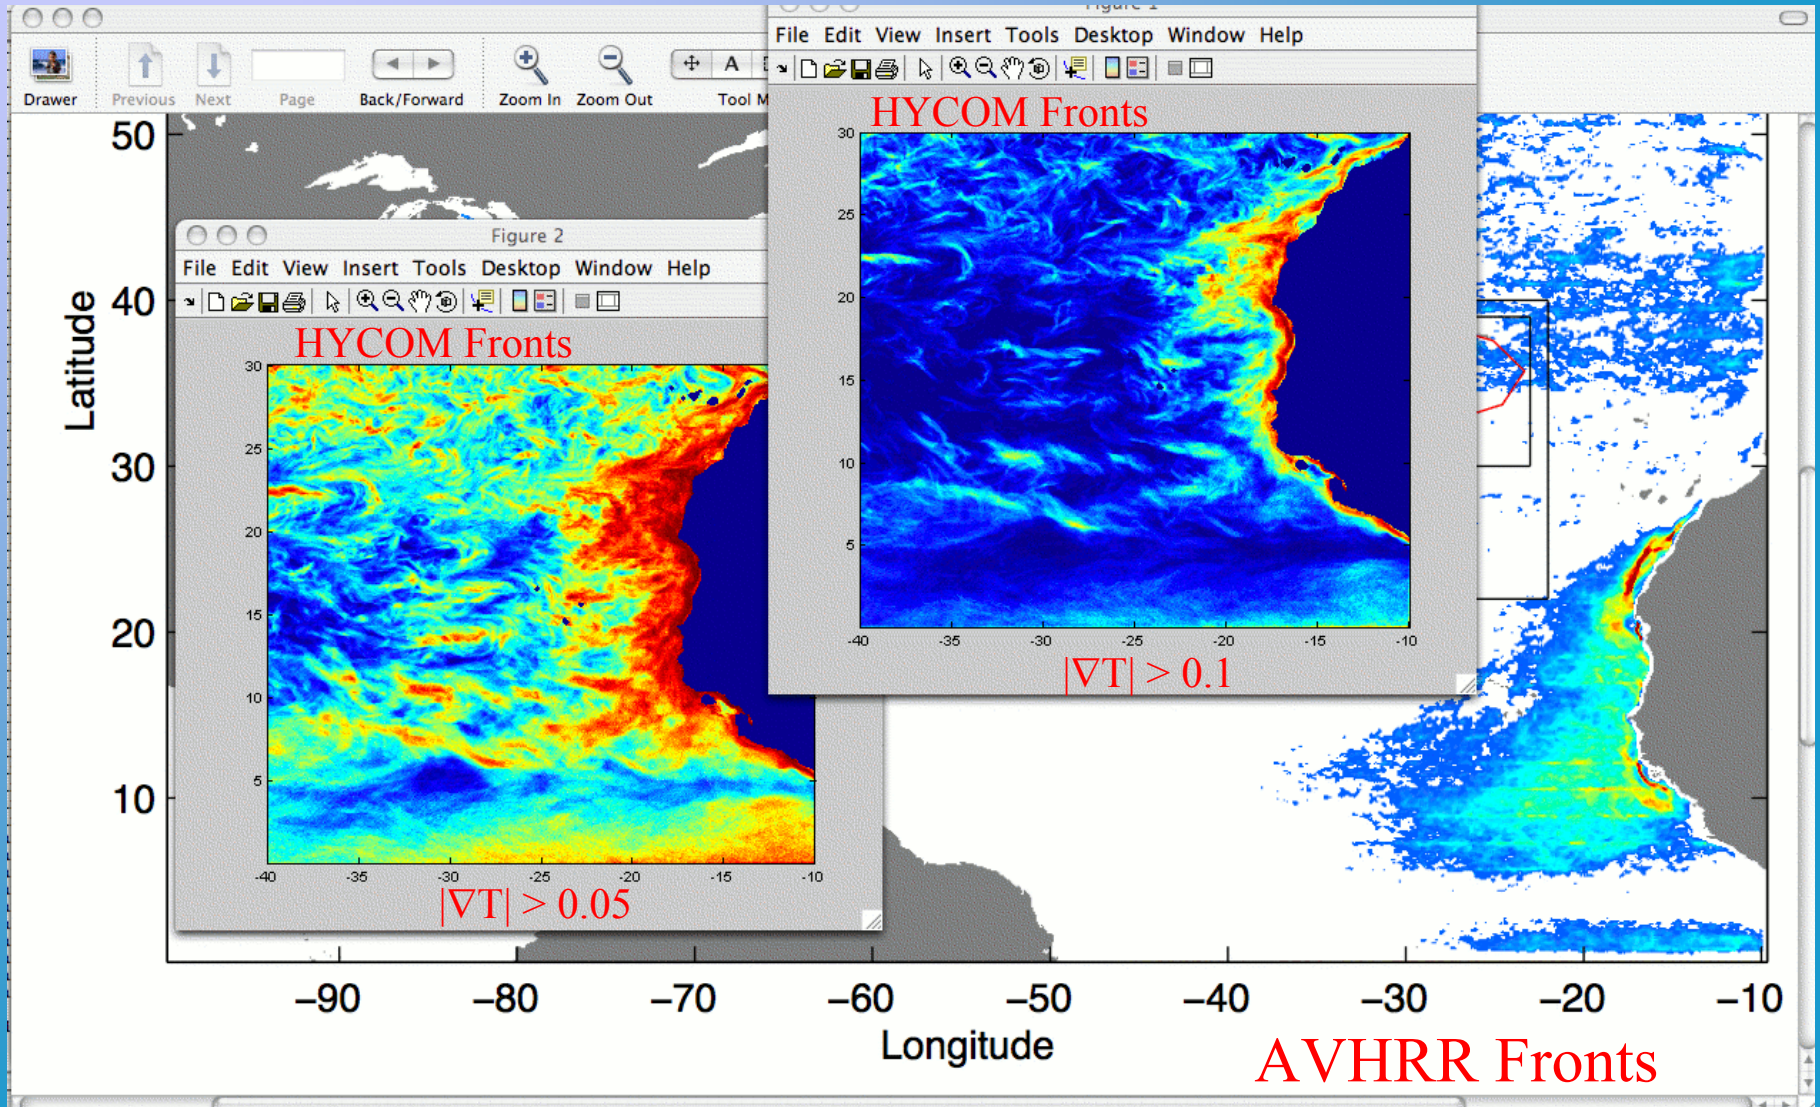 Figure 1
File Edit View Insert Tools Desktop Window Help
Drawer
Previous Next
Page
Back/Forward
Zoom In Zoom Out
Tool M
HYCOM Fronts
30
25
20
15
10
5
-40 -35 -30 -25 -20 -15 -10
|∇T| > 0.1
Figure 2
File Edit View Insert Tools Desktop Window Help
HYCOM Fronts
30
25
20
15
10
5
-40 -35 -30 -25 -20 -15 -10
|∇T| > 0.05
Latitude
50
40
30
20
10
−90 −80 −70 −60 −50 −40 −30 −20 −10
Longitude
AVHRR Fronts